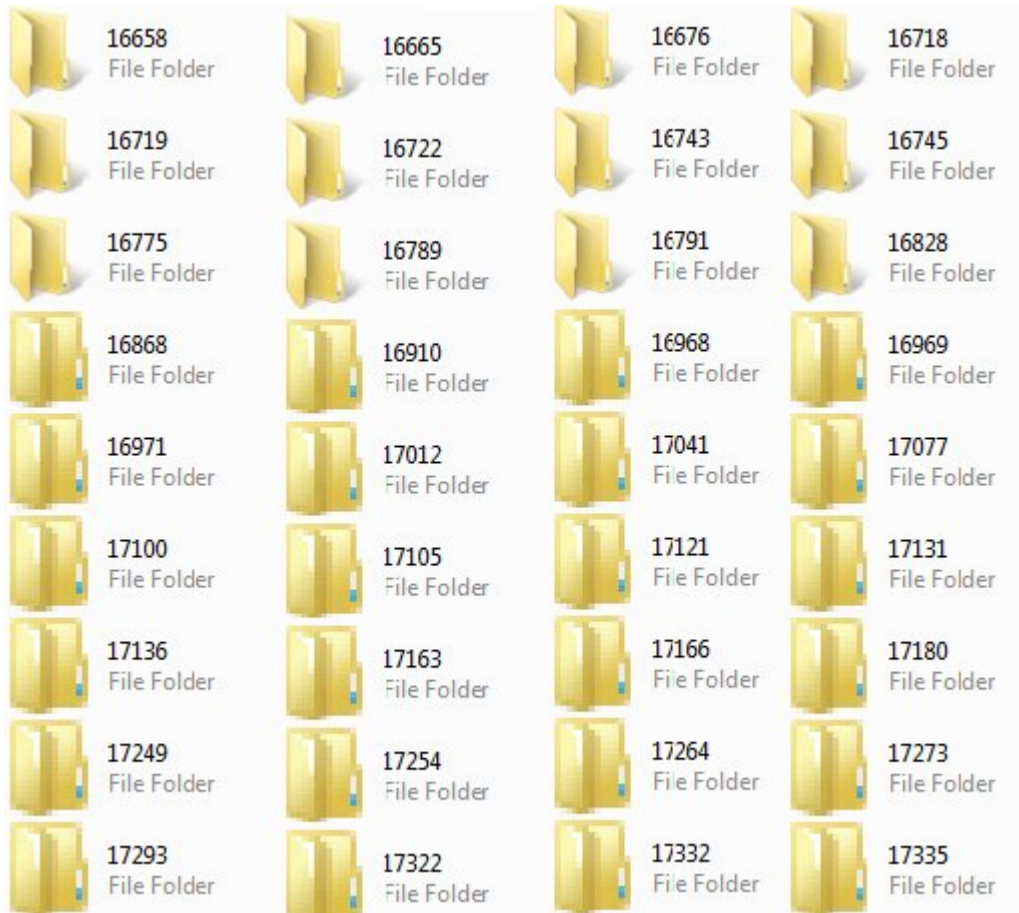 16658
File Folder
16665
File Folder
16676
File Folder
16718
File Folder
16719
File Folder
16722
File Folder
16743
File Folder
16745
File Folder
16775
File Folder
16789
File Folder
16791
File Folder
16828
File Folder
16868
File Folder
16910
File Folder
16968
File Folder
16969
File Folder
16971
File Folder
17012
File Folder
17041
File Folder
17077
File Folder
17100
File Folder
17105
File Folder
17121
File Folder
17131
File Folder
17136
File Folder
17163
File Folder
17166
File Folder
17180
File Folder
17249
File Folder
17254
File Folder
17264
File Folder
17273
File Folder
17293
File Folder
17322
File Folder
17332
File Folder
17335
File Folder